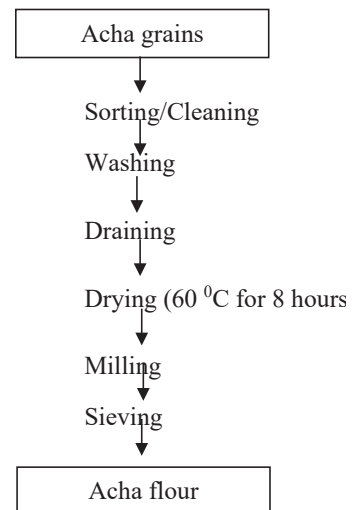 Acha grains
Sorting/Cleaning
Washing
Draining
Drying (60 ⁰C for 8 hours
Milling
Sieving
Acha flour